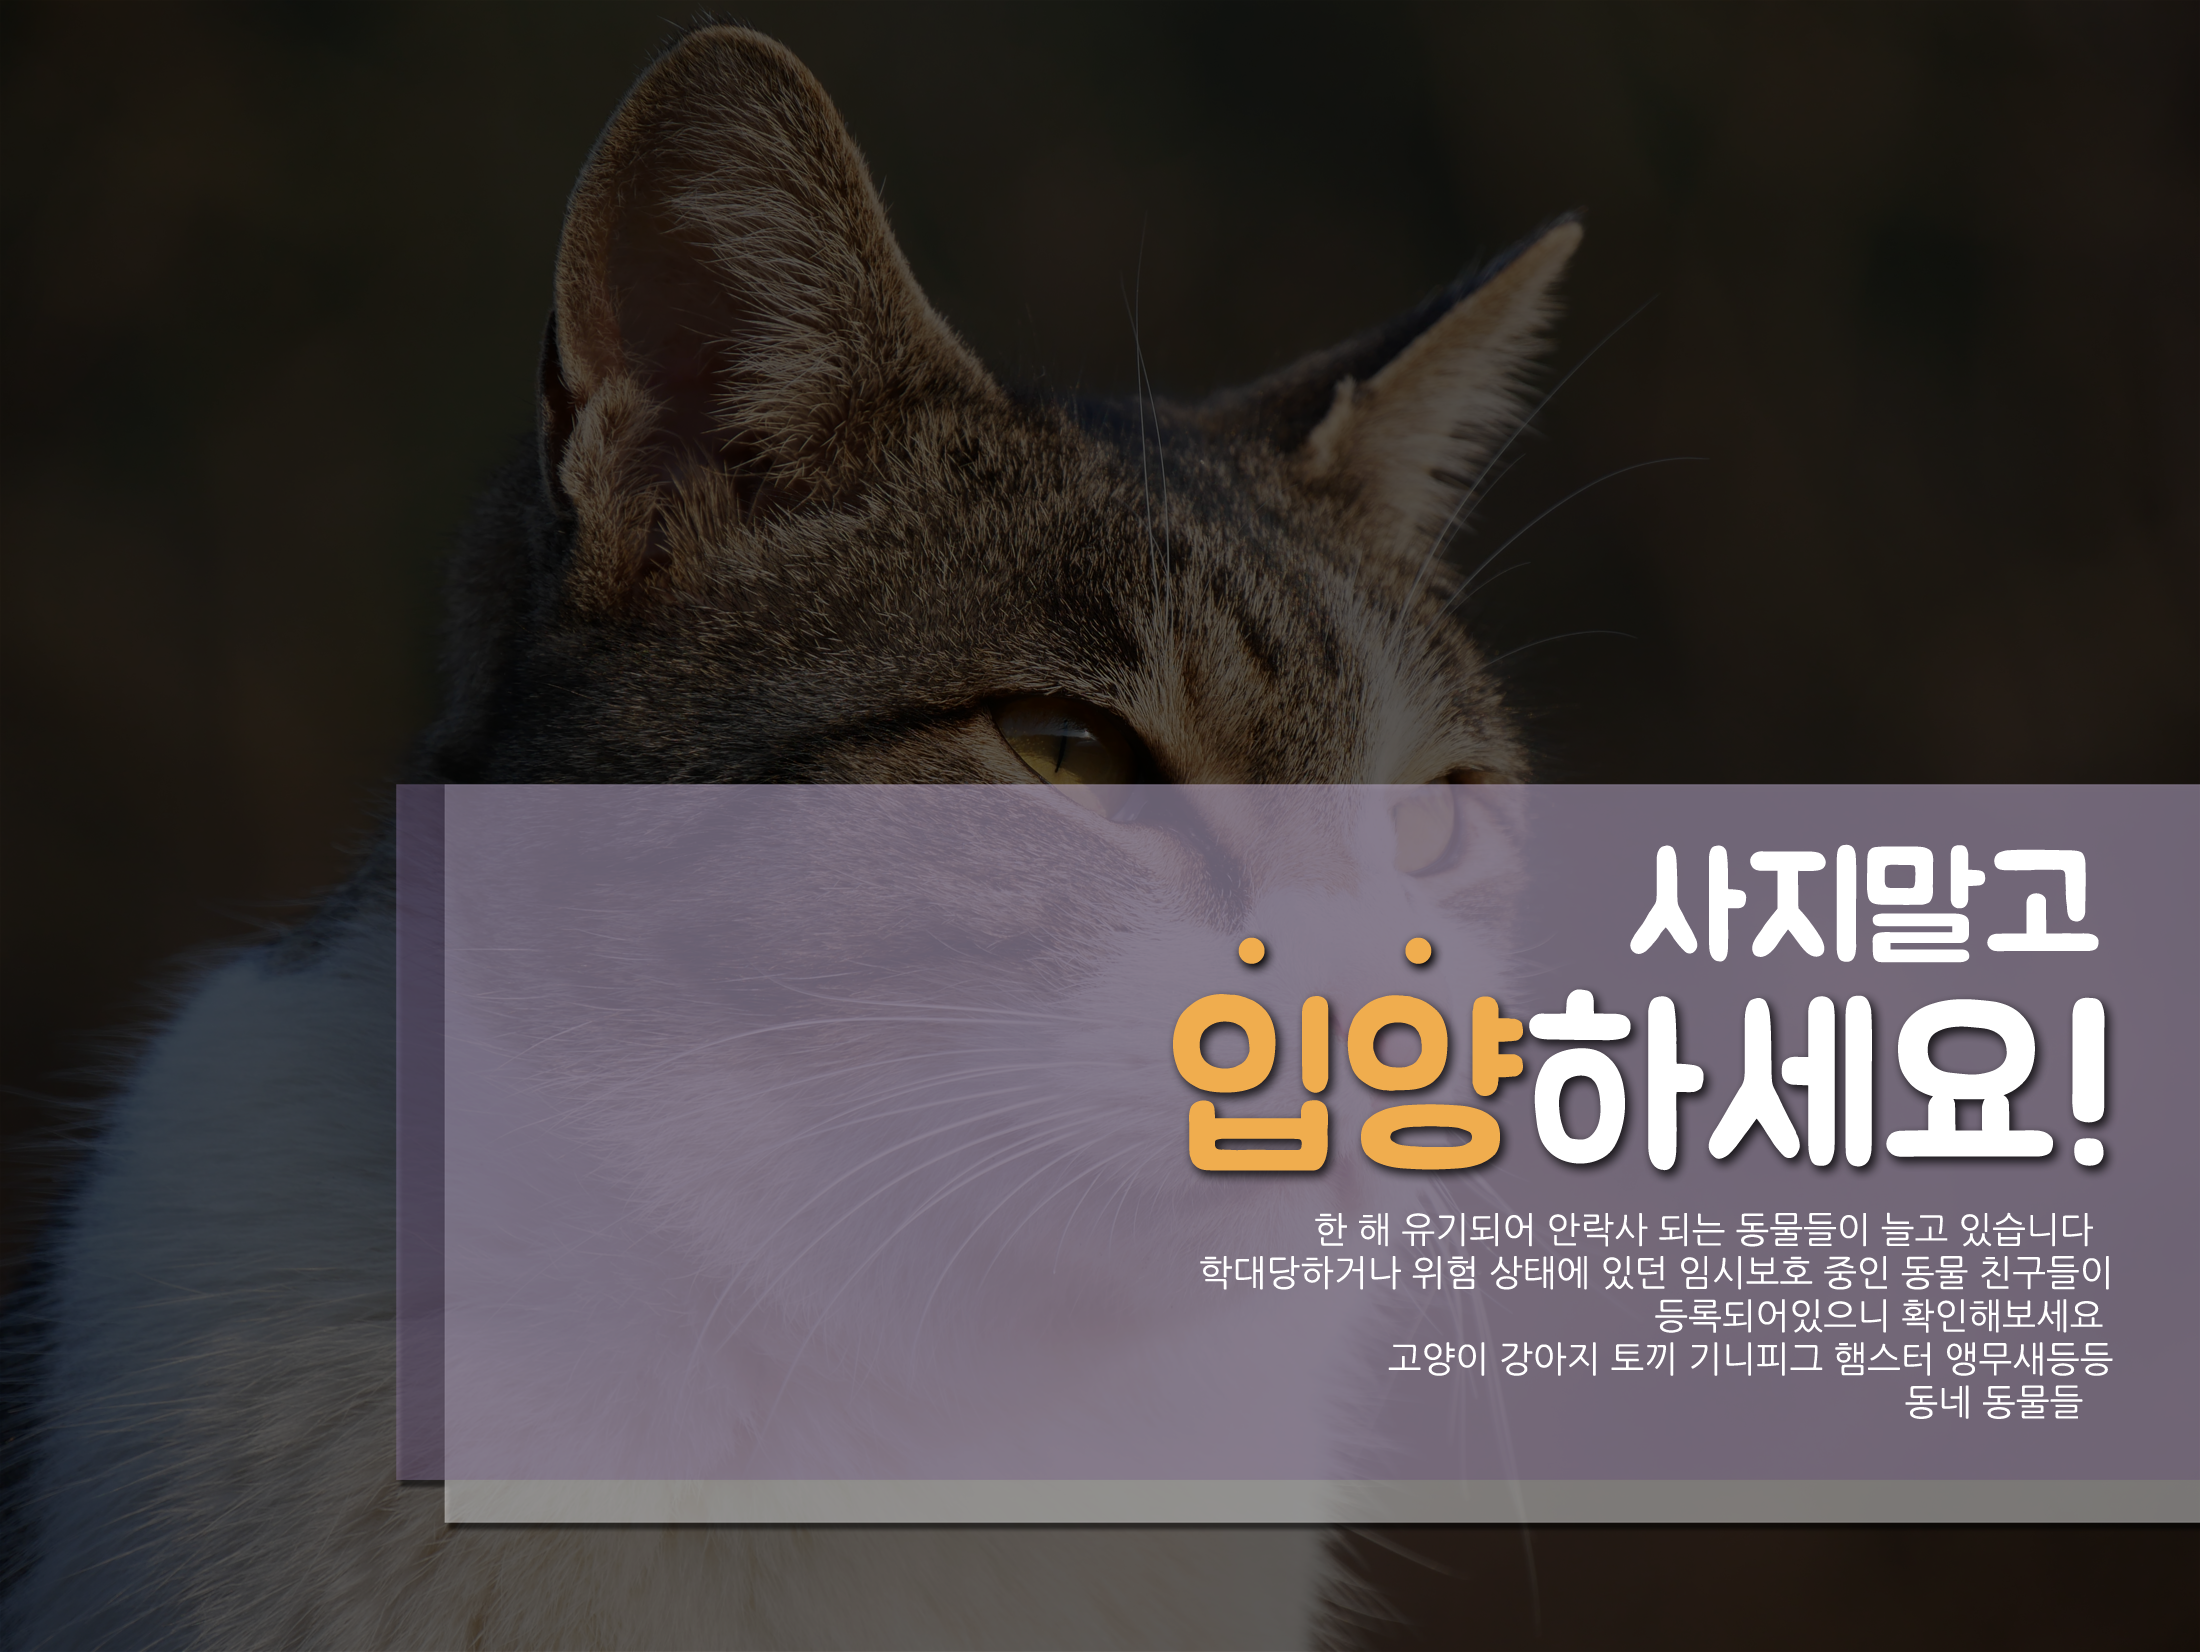 사지말고
입양하세요!
한 해 유기되어 안락사 되는 동물들이 늘고 있습니다
학대당하거나 위험 상태에 있던 임시보호 중인 동물 친구들이
등록되어있으니 확인해보세요
고양이 강아지 토끼 기니피그 햄스터 앵무새등등
동네 동물들